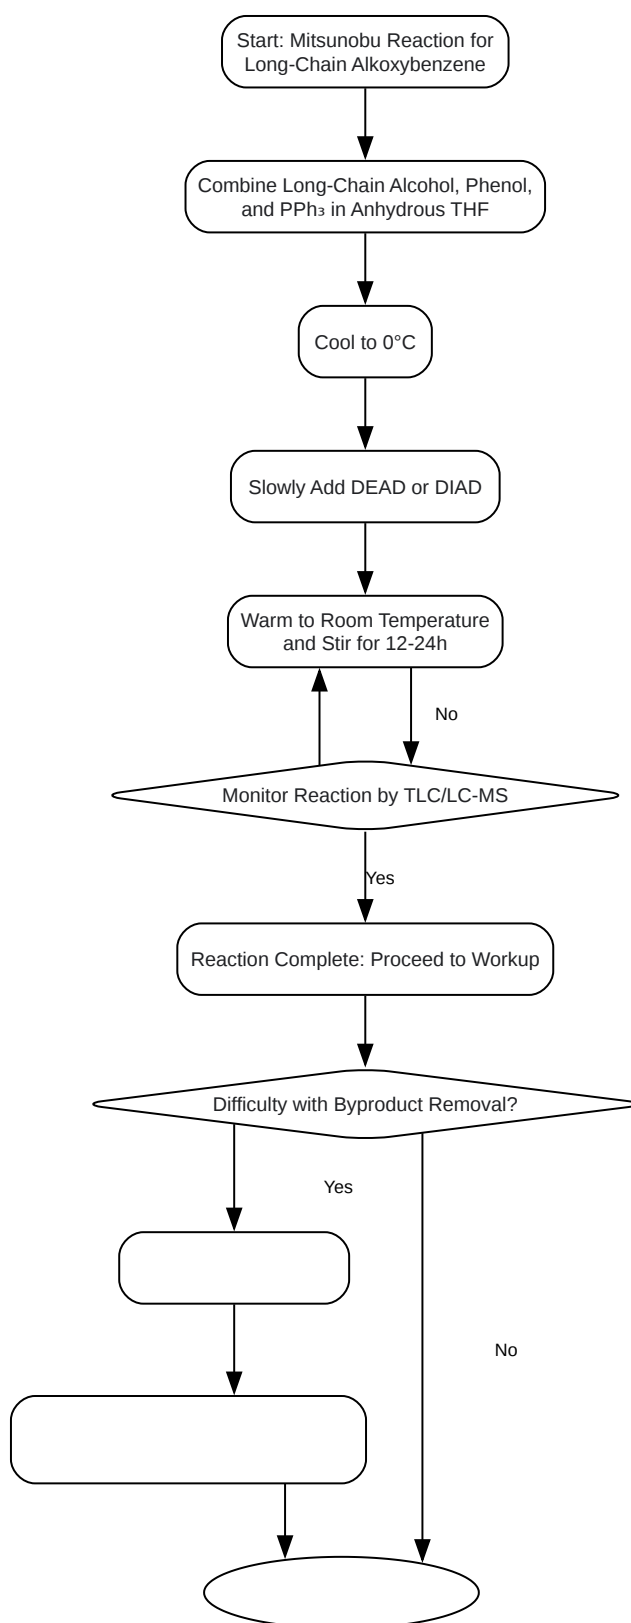 Start: Mitsunobu Reaction for
Long-Chain Alkoxybenzene
Combine Long-Chain Alcohol, Phenol,
and PPh₃ in Anhydrous THF
Cool to 0°C
Slowly Add DEAD or DIAD
Warm to Room Temperature
and Stir for 12-24h
No
Monitor Reaction by TLC/LC-MS
Yes
Reaction Complete: Proceed to Workup
Difficulty with Byproduct Removal?
Yes
No